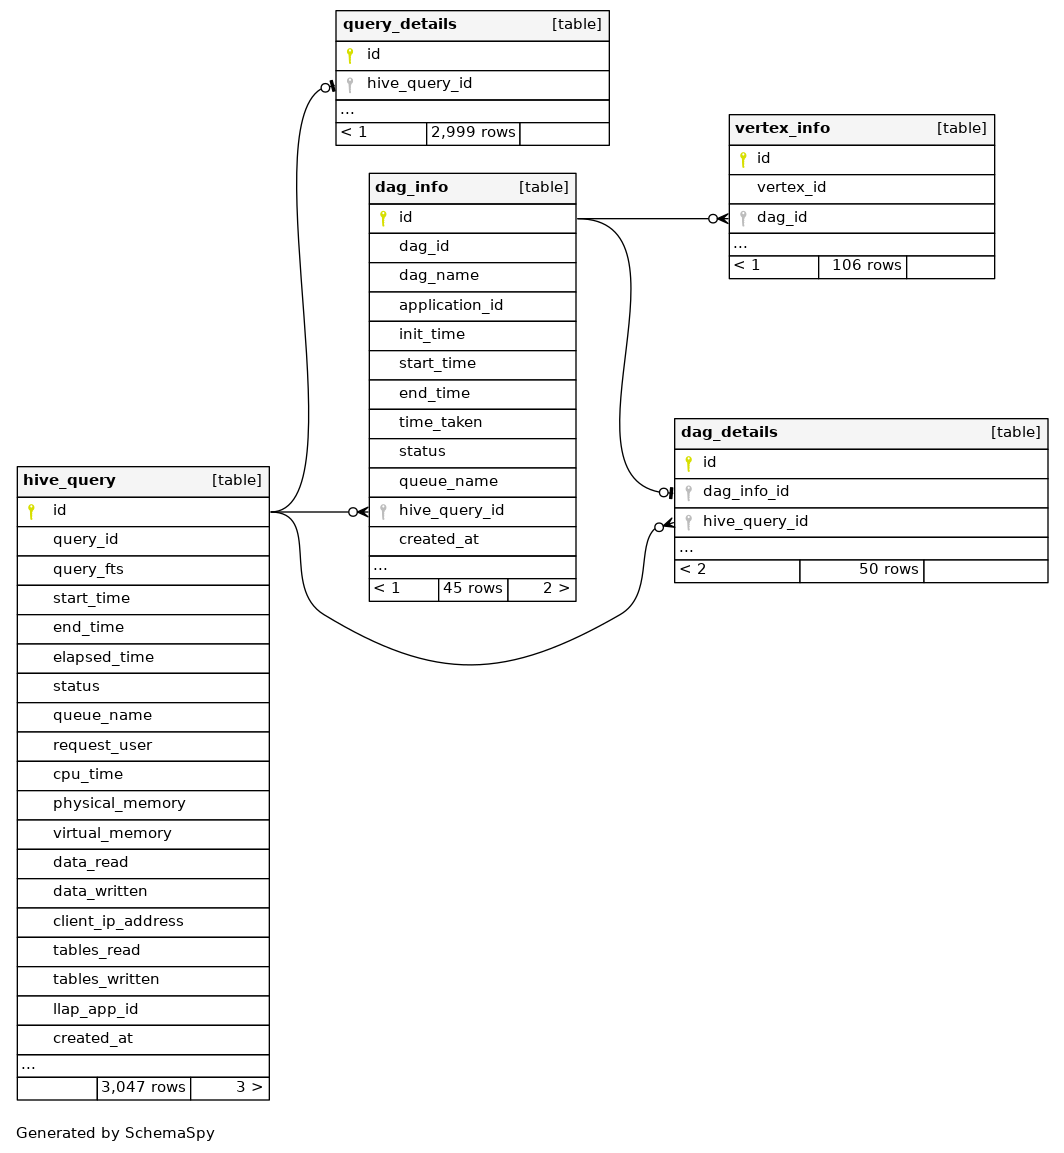 query_details [table]
id
hive_query_id
...
< 1 2,999 rows
vertex_info [table]
id
vertex_id
dag_id
...
< 1 106 rows
dag_info [table]
id
dag_id
dag_name
application_id
init_time
start_time
end_time
time_taken
status
queue_name
hive_query_id
created_at
...
< 1 45 rows 2 >
dag_details [table]
id
dag_info_id
hive_query_id
...
< 2 50 rows
hive_query [table]
id
query_id
query_fts
start_time
end_time
elapsed_time
status
queue_name
request_user
cpu_time
physical_memory
virtual_memory
data_read
data_written
client_ip_address
tables_read
tables_written
llap_app_id
created_at
...
3,047 rows 3 >
Generated by SchemaSpy